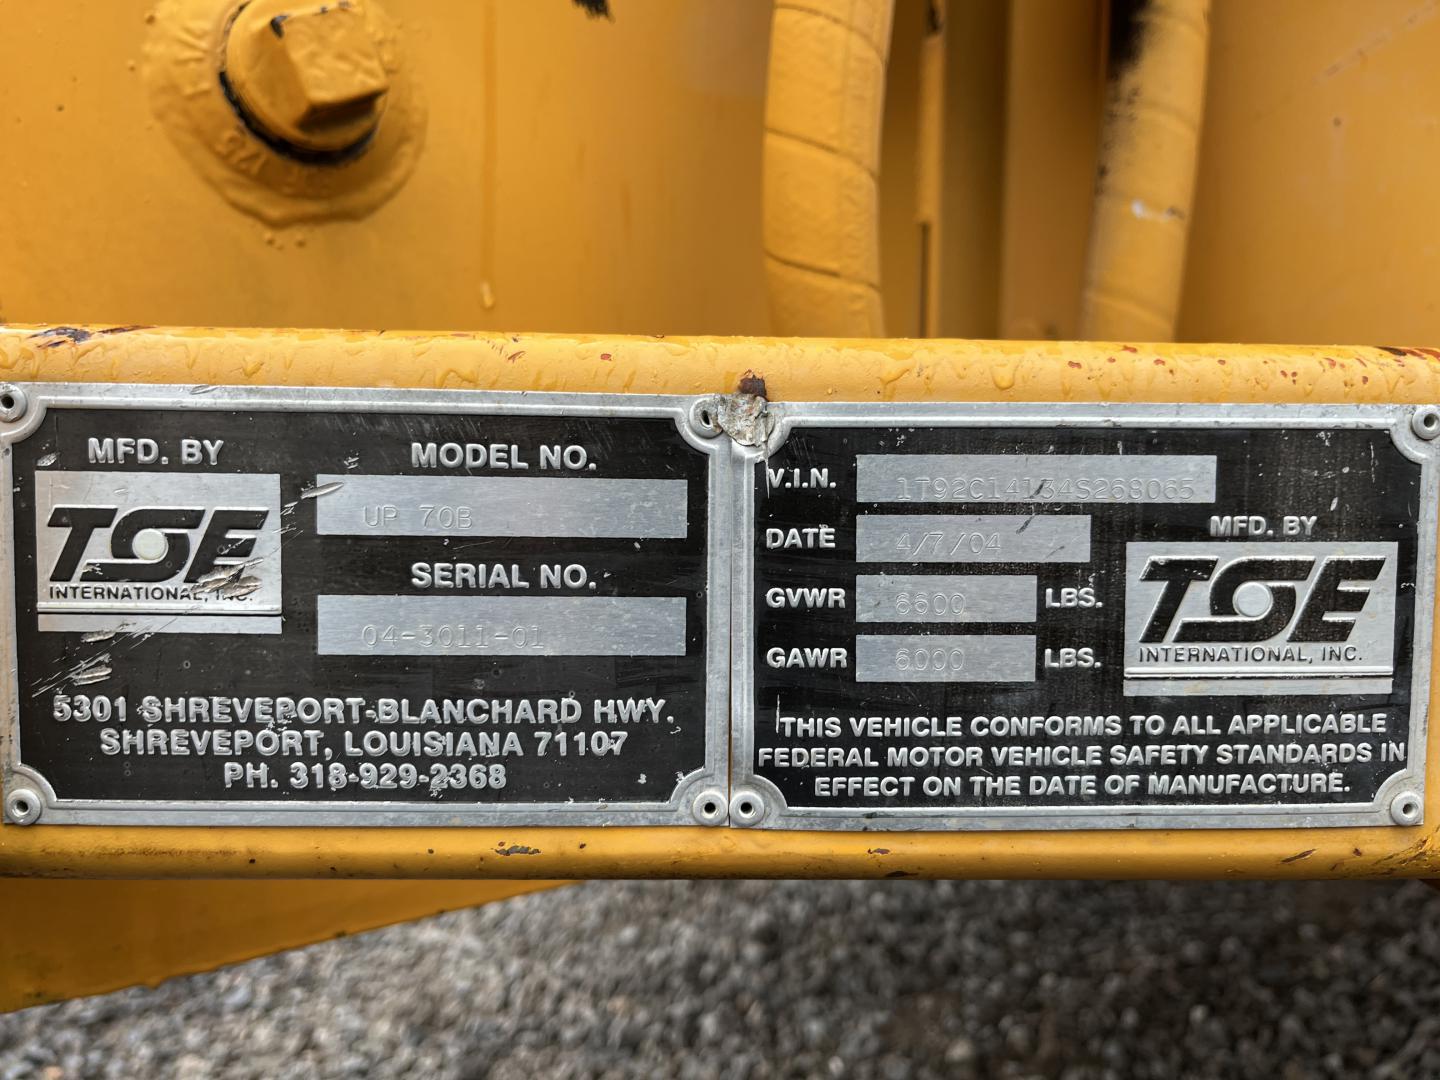 MFD. BY
TSE
INTERNATIONAL, INC.
MODEL NO.
UP 70B
SERIAL NO.
04-3011-01
5301 SHREVEPORT-BLANCHARD HWY.
SHREVEPORT, LOUISIANA 71107
PH. 318-929-2368
V.I.N. 1T92C14134S268065
DATE 4/7/04
GVWR 6600 LBS.
GAWR 6000 LBS.
MFD. BY
TSE
INTERNATIONAL, INC.
THIS VEHICLE CONFORMS TO ALL APPLICABLE
FEDERAL MOTOR VEHICLE SAFETY STANDARDS IN
EFFECT ON THE DATE OF MANUFACTURE.